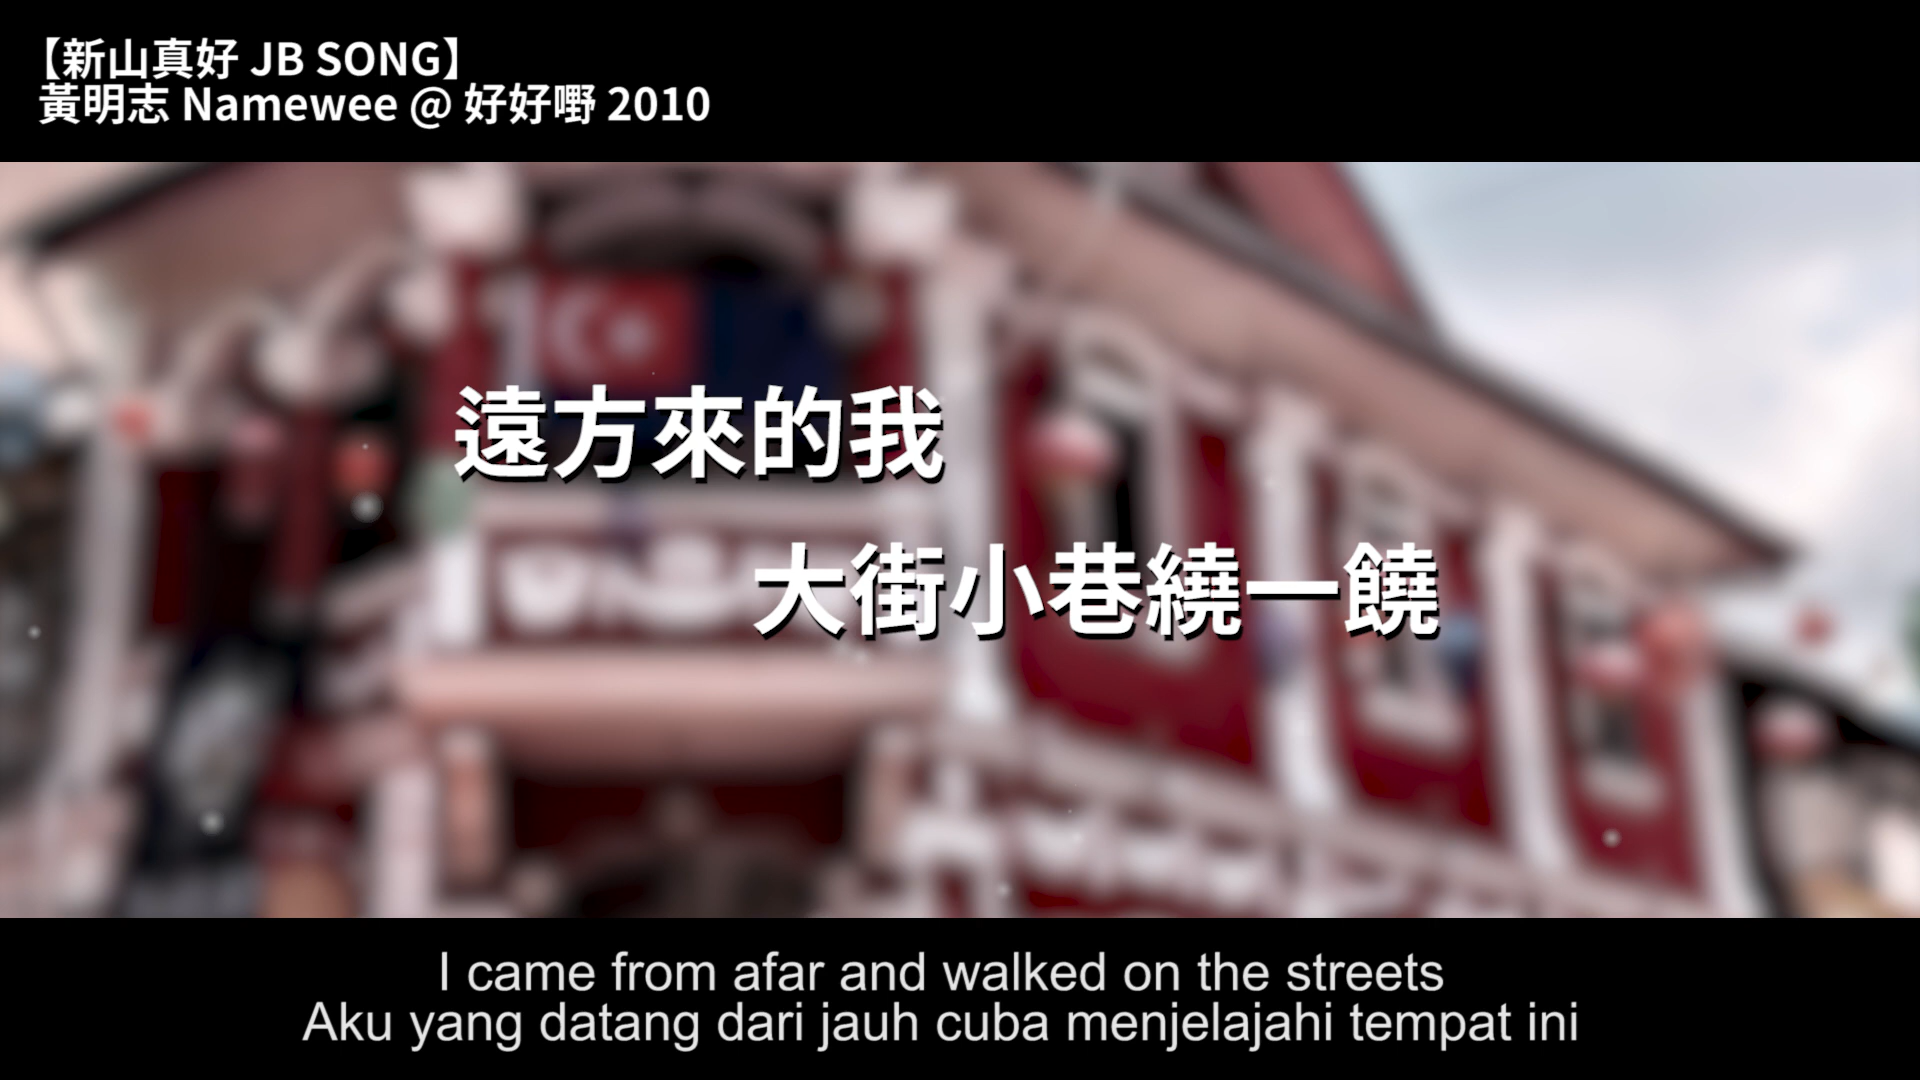 【新山真好 JB SONG】
黃明志 Namewee @ 好好嘢 2010
遠方來的我
大街小巷繞一饒
I came from afar and walked on the streets
Aku yang datang dari jauh cuba menjelajahi tempat ini